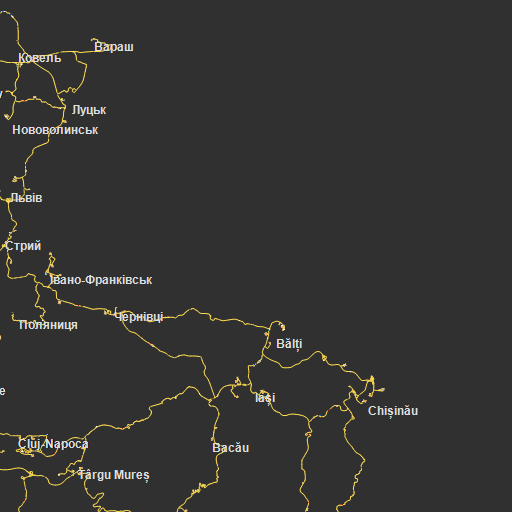 Вараш
Ковель
Луцьк
Нововолинськ
Львів
Стрий
Івано-Франківськ
Чернівці
Поляниця
Bălți
Iași
Chișinău
Cluj-Napoca
Bacău
Târgu Mureș